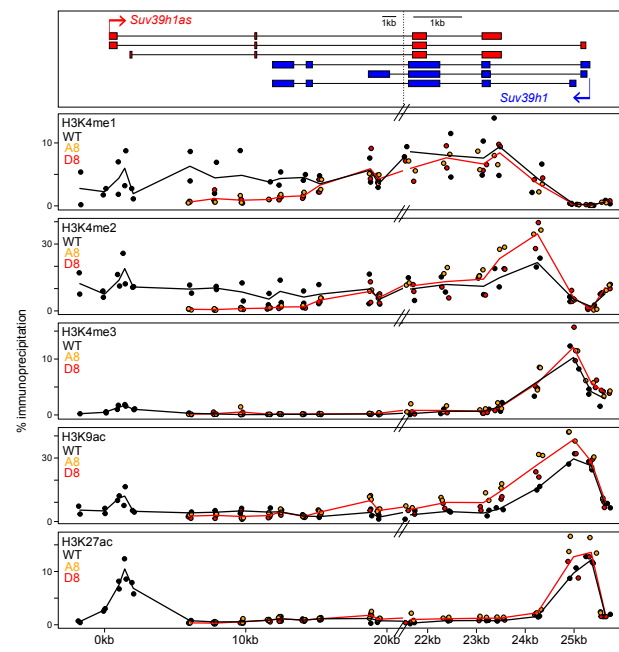 Suv39h1as
1kb
1kb
Suv39h1
H3K4me1
WT
A8
D8
10
0
H3K4me2
WT
A8
D8
30
0
H3K4me3
WT
A8
D8
10
0
H3K9ac
WT
A8
D8
30
0
H3K27ac
WT
A8
D8
10
0
% immunoprecipitation
0kb
10kb
20kb
22kb
23kb
24kb
25kb